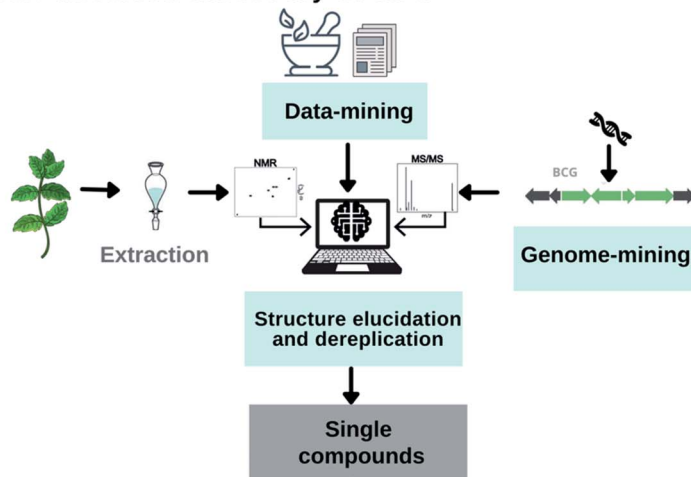 Data-mining
NMR
MS/MS
m/z
BCG
Extraction
Genome-mining
Structure elucidation
and dereplication
Single
compounds